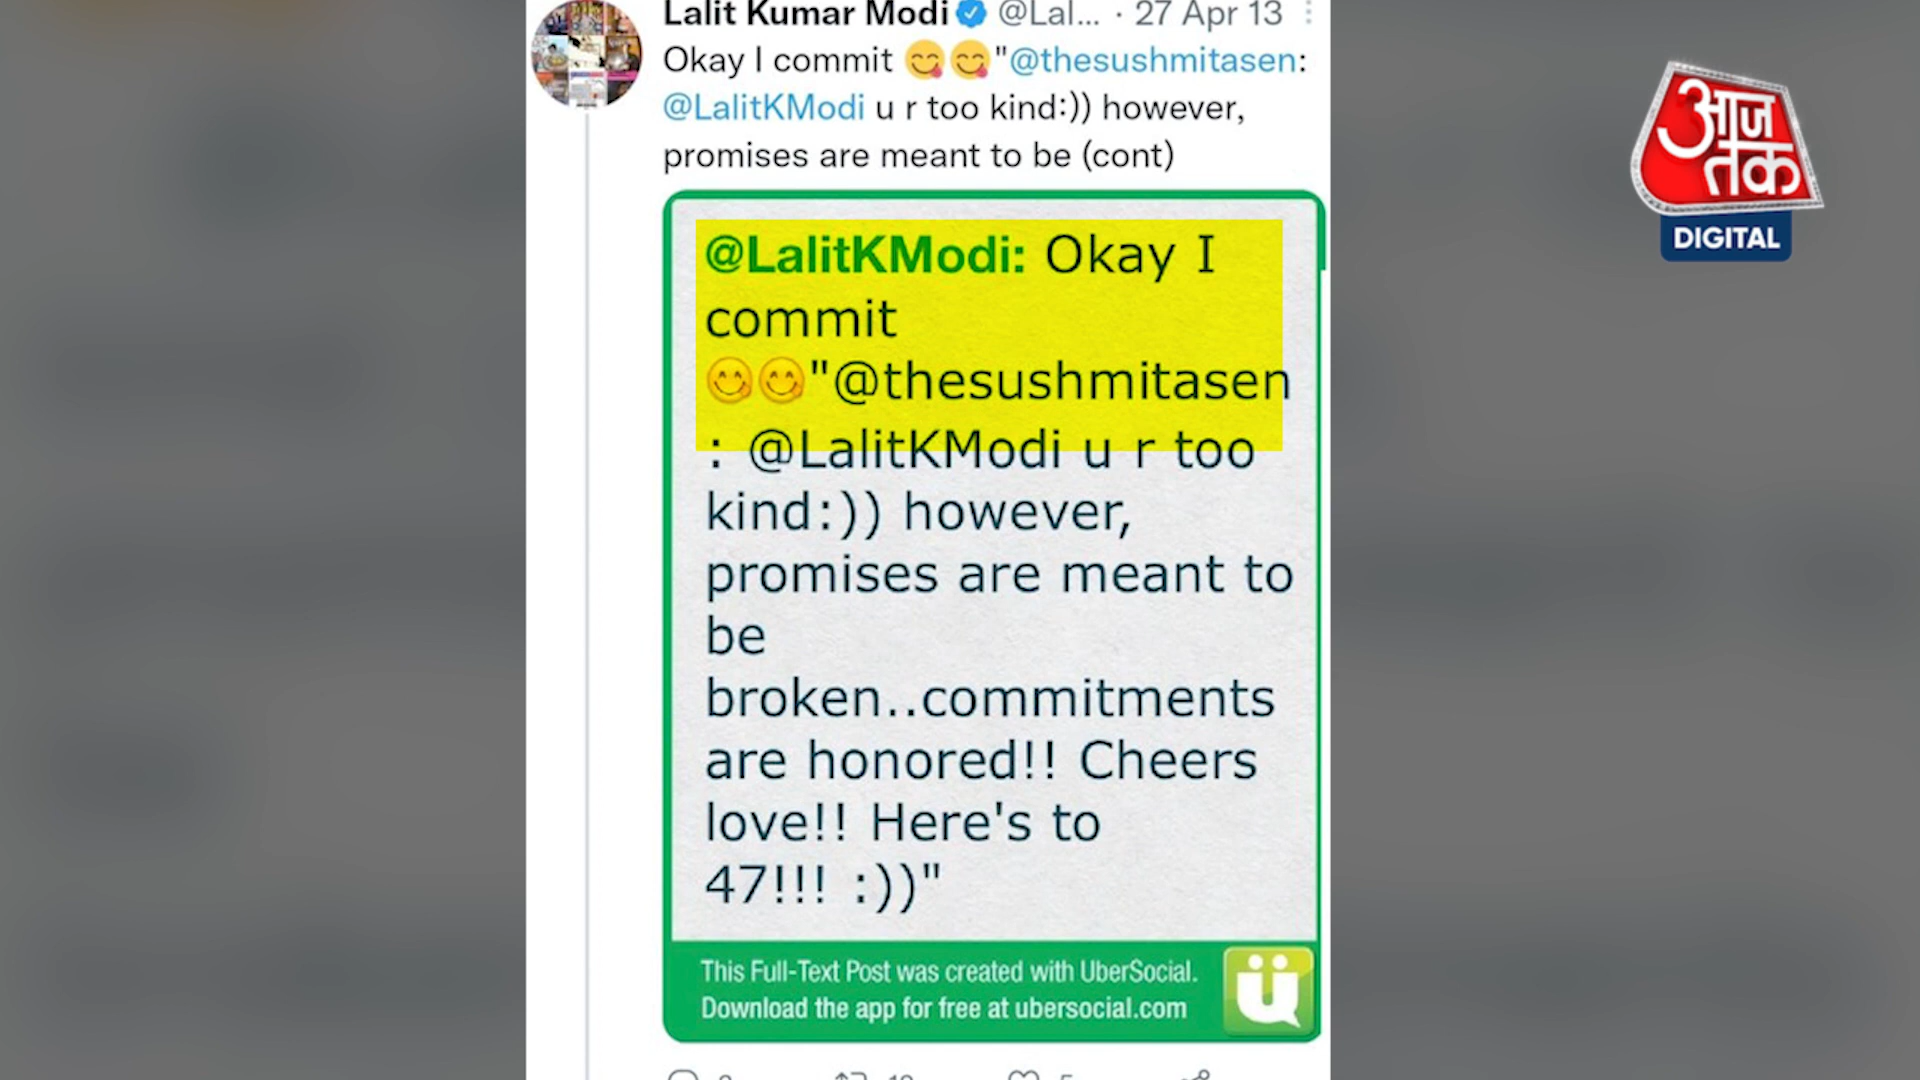 Lalit Kumar Modi @Lal... · 27 Apr 13
Okay I commit 😋😋"@thesushmitasen:
@LalitKModi u r too kind:)) however,
promises are meant to be (cont)
@LalitKModi: Okay I
commit
😋😋"@thesushmitasen
: @LalitKModi u r too
kind:)) however,
promises are meant to
be
broken..commitments
are honored!! Cheers
love!! Here's to
47!!! :))"
This Full-Text Post was created with UberSocial.
Download the app for free at ubersocial.com
आज
तक
DIGITAL